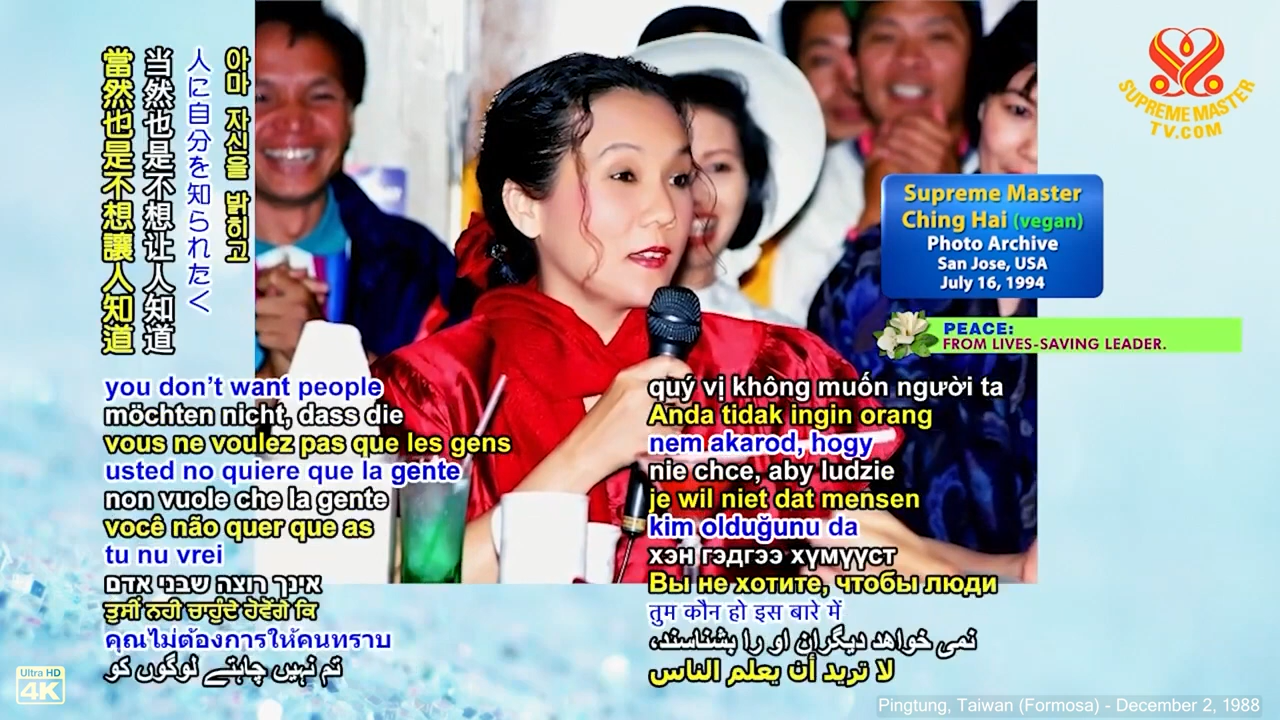 當然也是不想讓人知道
当然也是不想让人知道
人に自分を知られたく
아마 자신을 밝히고
SUPREME MASTER
TV.COM
Supreme Master
Ching Hai (vegan)
Photo Archive
San Jose, USA
July 16, 1994
PEACE:
FROM LIVES-SAVING LEADER.
you don’t want people
möchten nicht, dass die
vous ne voulez pas que les gens
usted no quiere que la gente
non vuole che la gente
você não quer que as
tu nu vrei
אינך רוצה שבני אדם
ਤੁਸੀਂ ਨਹੀ ਚਾਹੁੰਦੇ ਹੋਵੋਂਗੇ ਕਿ
คุณไม่ต้องการให้คนทราบ
تم نہیں چاہتے لوگوں کو
quý vị không muốn người ta
Anda tidak ingin orang
nem akarod, hogy
nie chce, aby ludzie
je wil niet dat mensen
kim olduğunu da
хэн гэдгээ хүмүүст
Вы не хотите, чтобы люди
तुम कौन हो इस बारे में
نمی خواهد دیگران او را بشناسند،
لا تريد أن يعلم الناس
Ultra HD
4K
Pingtung, Taiwan (Formosa) - December 2, 1988